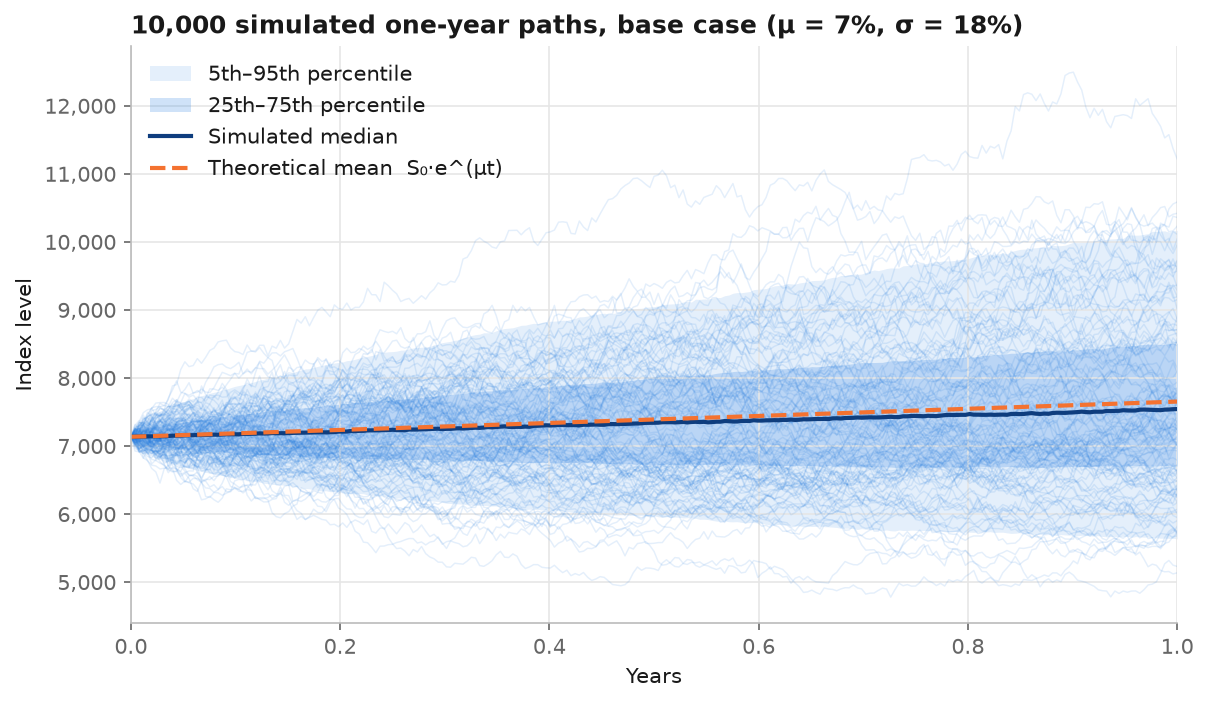 10,000 simulated one-year paths, base case (μ = 7%, σ = 18%)
5th–95th percentile
25th–75th percentile
Simulated median
Theoretical mean S₀·e^(μt)
12,000
11,000
10,000
9,000
8,000
7,000
6,000
5,000
Index level
0.0 0.2 0.4 0.6 0.8 1.0
Years